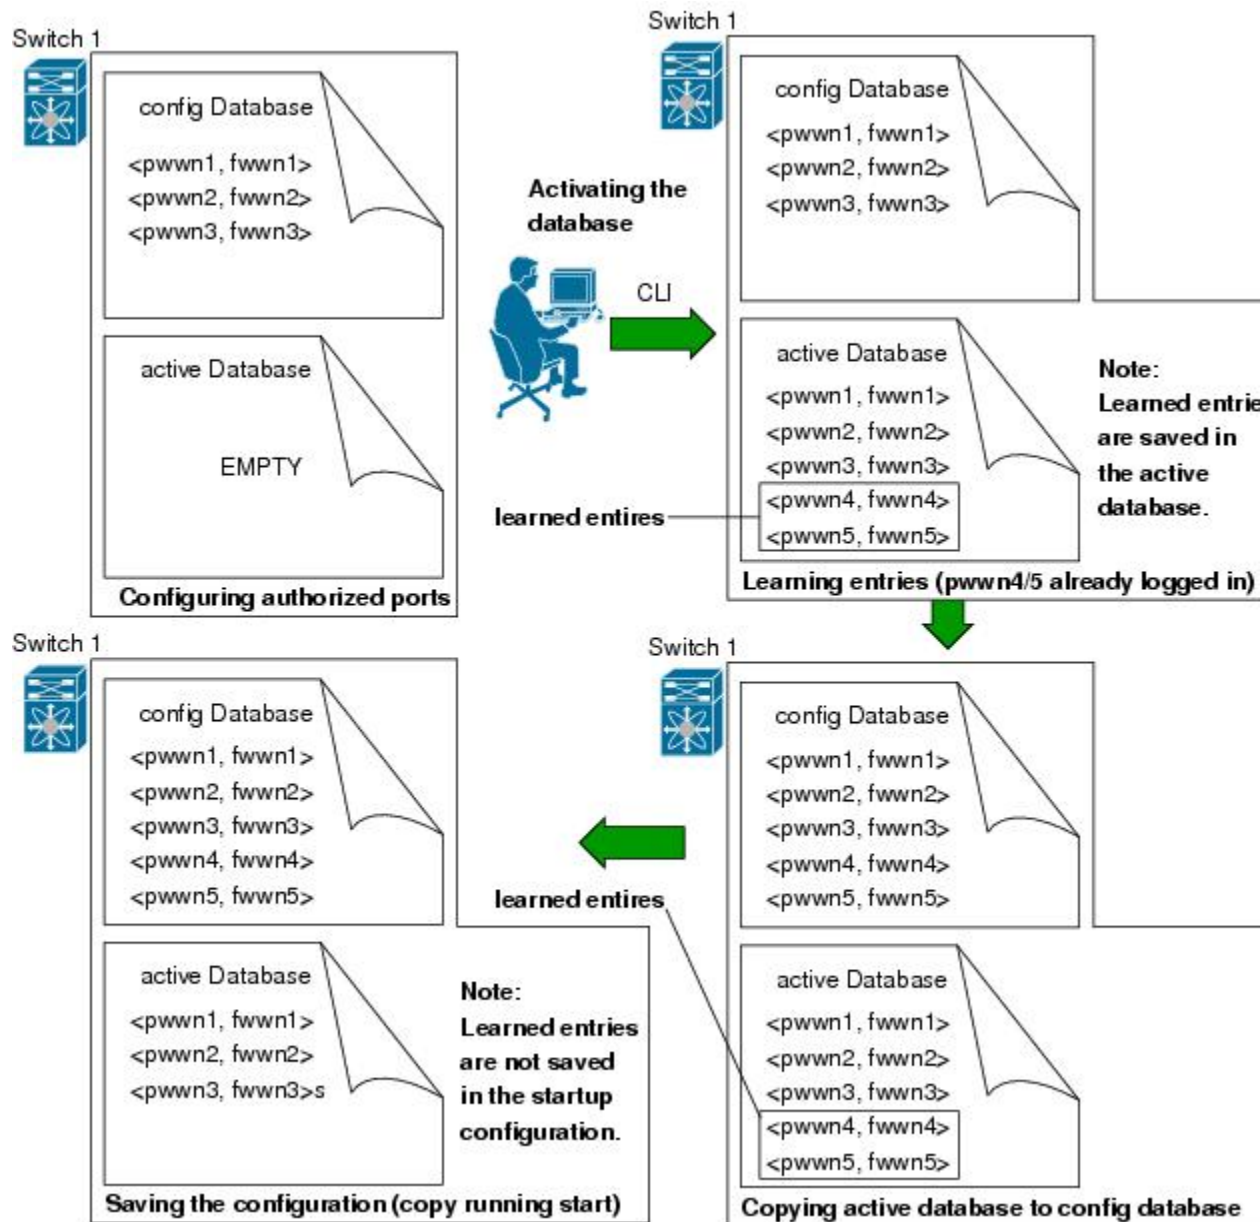 Switch 1
config Database
<pwwn1, fwwn1>
<pwwn2, fwwn2>
<pwwn3, fwwn3>
active Database
EMPTY
Configuring authorized ports
Activating the
database
CLI
Switch 1
config Database
<pwwn1, fwwn1>
<pwwn2, fwwn2>
<pwwn3, fwwn3>
active Database
<pwwn1, fwwn1>
<pwwn2, fwwn2>
<pwwn3, fwwn3>
<pwwn4, fwwn4>
<pwwn5, fwwn5>
learned entires
Note:
Learned entrie
are saved in
the active
database.
Learning entries (pwwn4/5 already logged in)
Switch 1
config Database
<pwwn1, fwwn1>
<pwwn2, fwwn2>
<pwwn3, fwwn3>
<pwwn4, fwwn4>
<pwwn5, fwwn5>
learned entires
active Database
<pwwn1, fwwn1>
<pwwn2, fwwn2>
<pwwn3, fwwn3>
<pwwn4, fwwn4>
<pwwn5, fwwn5>
Copying active database to config database
Switch 1
config Database
<pwwn1, fwwn1>
<pwwn2, fwwn2>
<pwwn3, fwwn3>
<pwwn4, fwwn4>
<pwwn5, fwwn5>
active Database
<pwwn1, fwwn1>
<pwwn2, fwwn2>
<pwwn3, fwwn3>s
Note:
Learned entries
are not saved
in the startup
configuration.
Saving the configuration (copy running start)